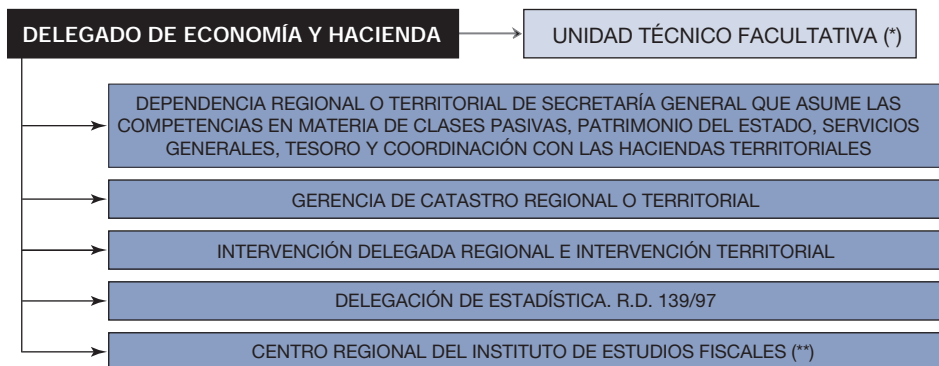 DELEGADO DE ECONOMÍA Y HACIENDA
UNIDAD TÉCNICO FACULTATIVA (*)
DEPENDENCIA REGIONAL O TERRITORIAL DE SECRETARÍA GENERAL QUE ASUME LAS
COMPETENCIAS EN MATERIA DE CLASES PASIVAS, PATRIMONIO DEL ESTADO, SERVICIOS
GENERALES, TESORO Y COORDINACIÓN CON LAS HACIENDAS TERRITORIALES
GERENCIA DE CATASTRO REGIONAL O TERRITORIAL
INTERVENCIÓN DELEGADA REGIONAL E INTERVENCIÓN TERRITORIAL
DELEGACIÓN DE ESTADÍSTICA. R.D. 139/97
CENTRO REGIONAL DEL INSTITUTO DE ESTUDIOS FISCALES (**)